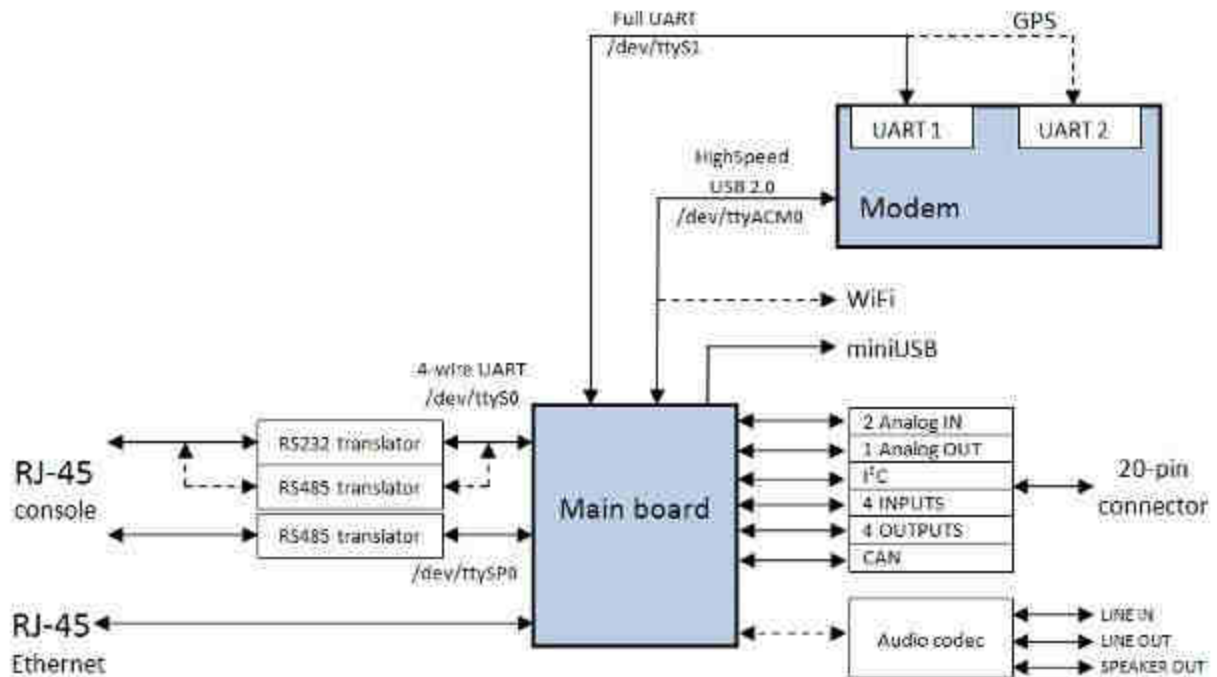 Full UART
/dev/ttyS1
GPS
UART 1
UART 2
HighSpeed
USB 2.0
/dev/ttyACM0
Modem
WiFi
miniUSB
4-wire UART
/dev/ttyS0
RJ-45
console
RS232 translator
RS485 translator
RS485 translator
/dev/ttySP0
Main board
2 Analog IN
1 Analog OUT
I²C
4 INPUTS
4 OUTPUTS
CAN
20-pin
connector
RJ-45
Ethernet
Audio codec
LINE IN
LINE OUT
SPEAKER OUT